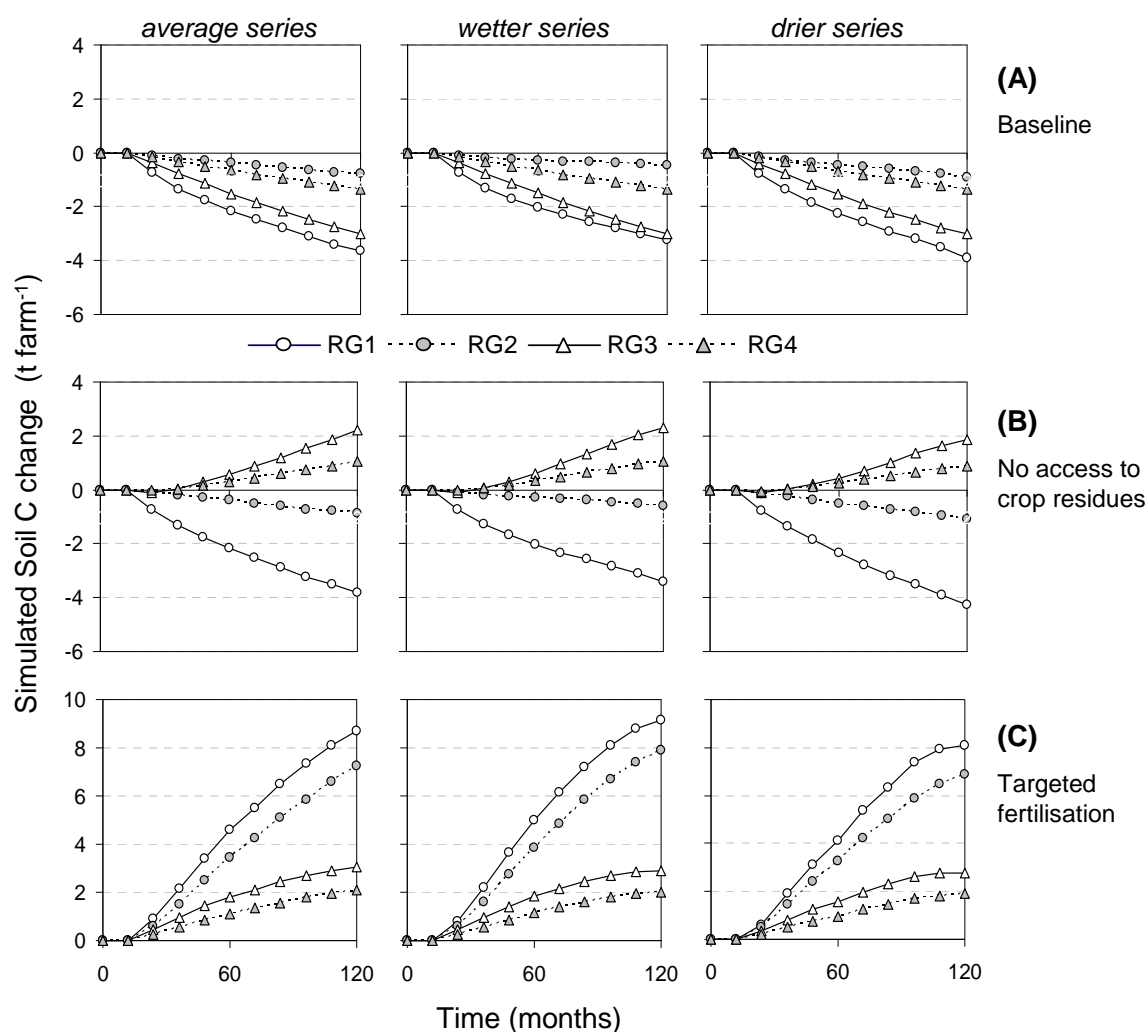 average series
wetter series
drier series
4
2
0
-2
-4
-6
(A)
Baseline
RG1
RG2
RG3
RG4
Simulated Soil C change (t farm⁻¹)
4
2
0
-2
-4
-6
(B)
No access to
crop residues
10
8
6
4
2
0
(C)
Targeted
fertilisation
0 60 120
0 60 120
0 60 120
Time (months)